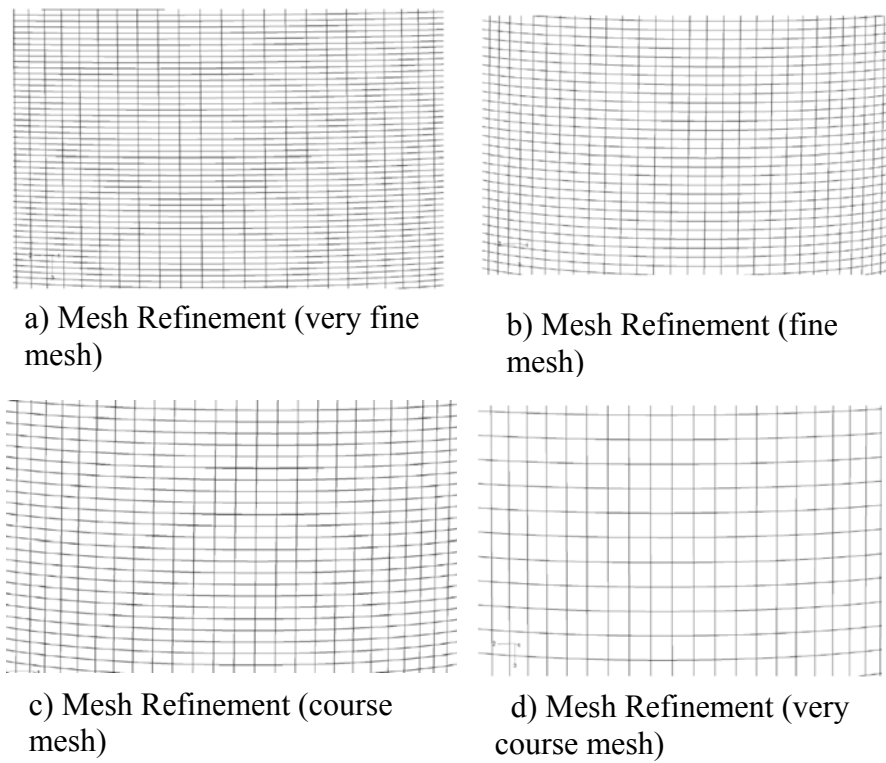 a) Mesh Refinement (very fine
mesh)
b) Mesh Refinement (fine
mesh)
c) Mesh Refinement (course
mesh)
d) Mesh Refinement (very
course mesh)